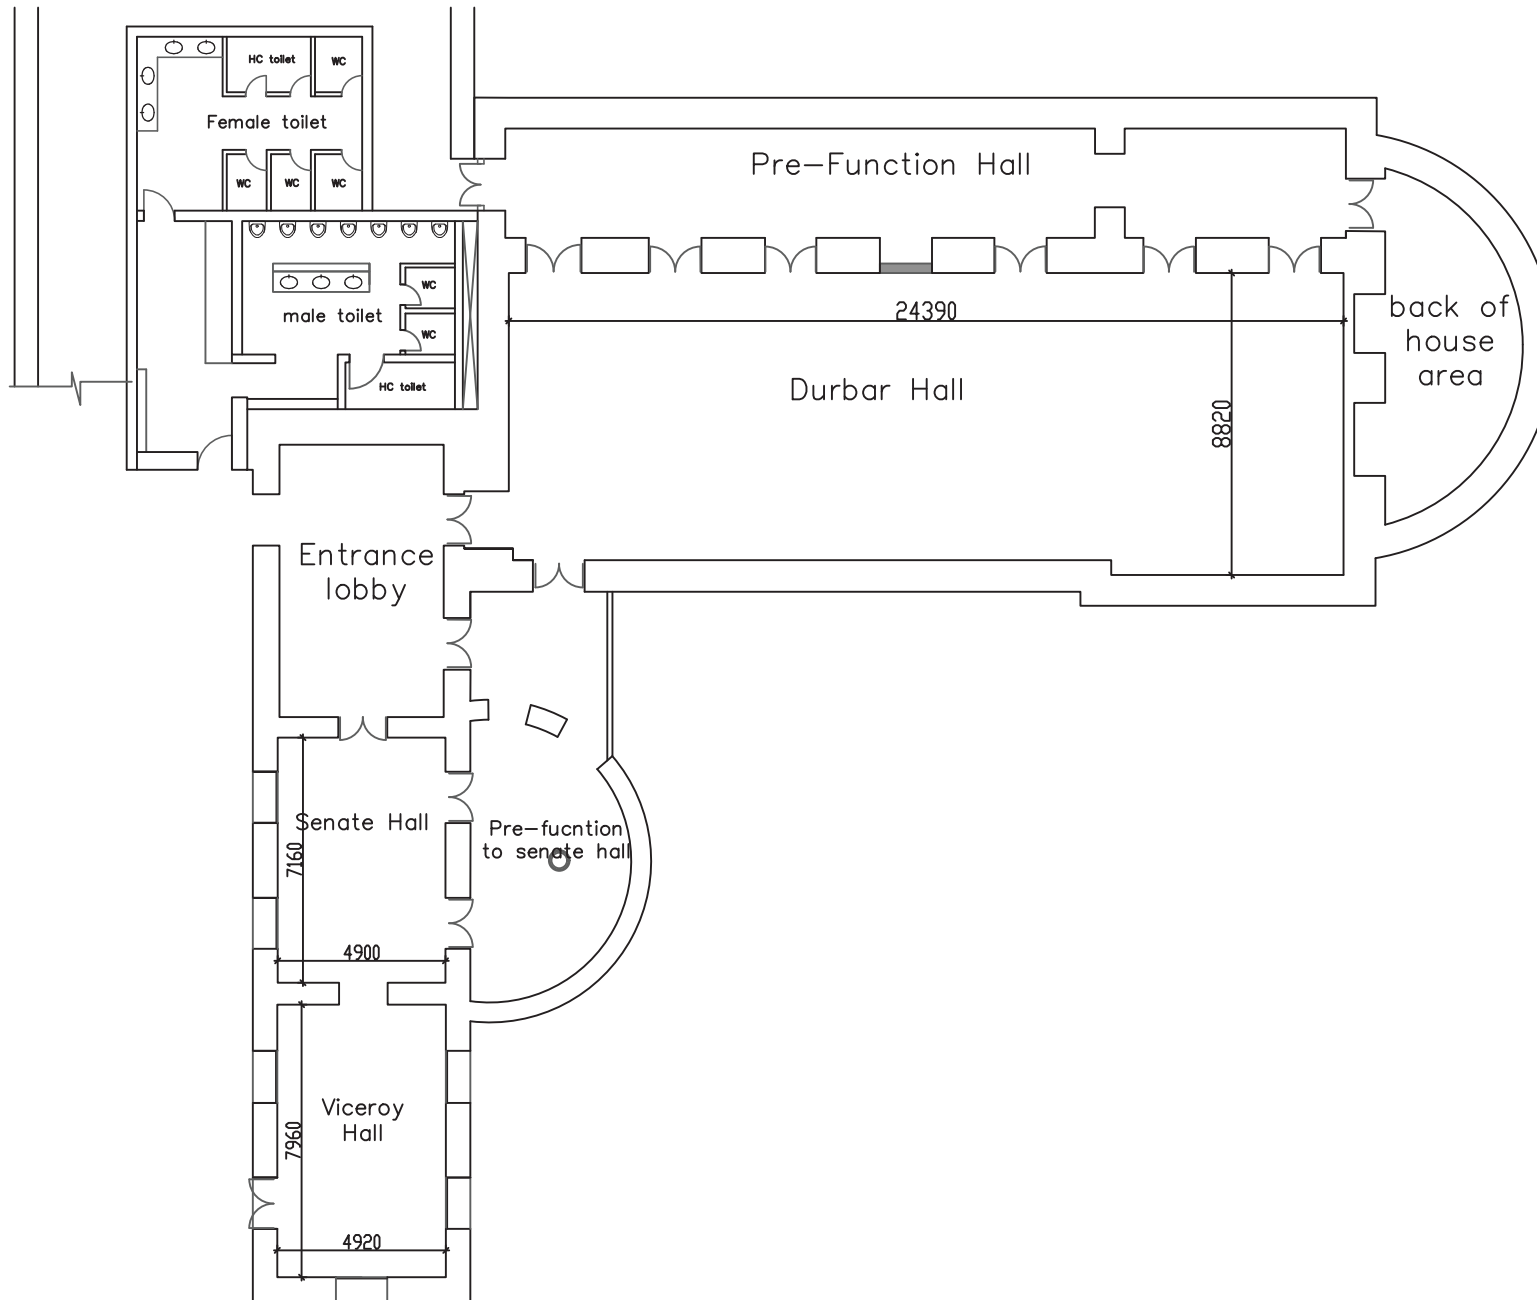 HC toilet
WC
Female toilet
WC
WC
WC
Pre-Function Hall
WC
male toilet
WC
HC toilet
24390
Durbar Hall
8820
back of
house
area
Entrance
lobby
Senate Hall
7160
4900
Pre-fucntion
to senate hall
Viceroy
Hall
7960
4920